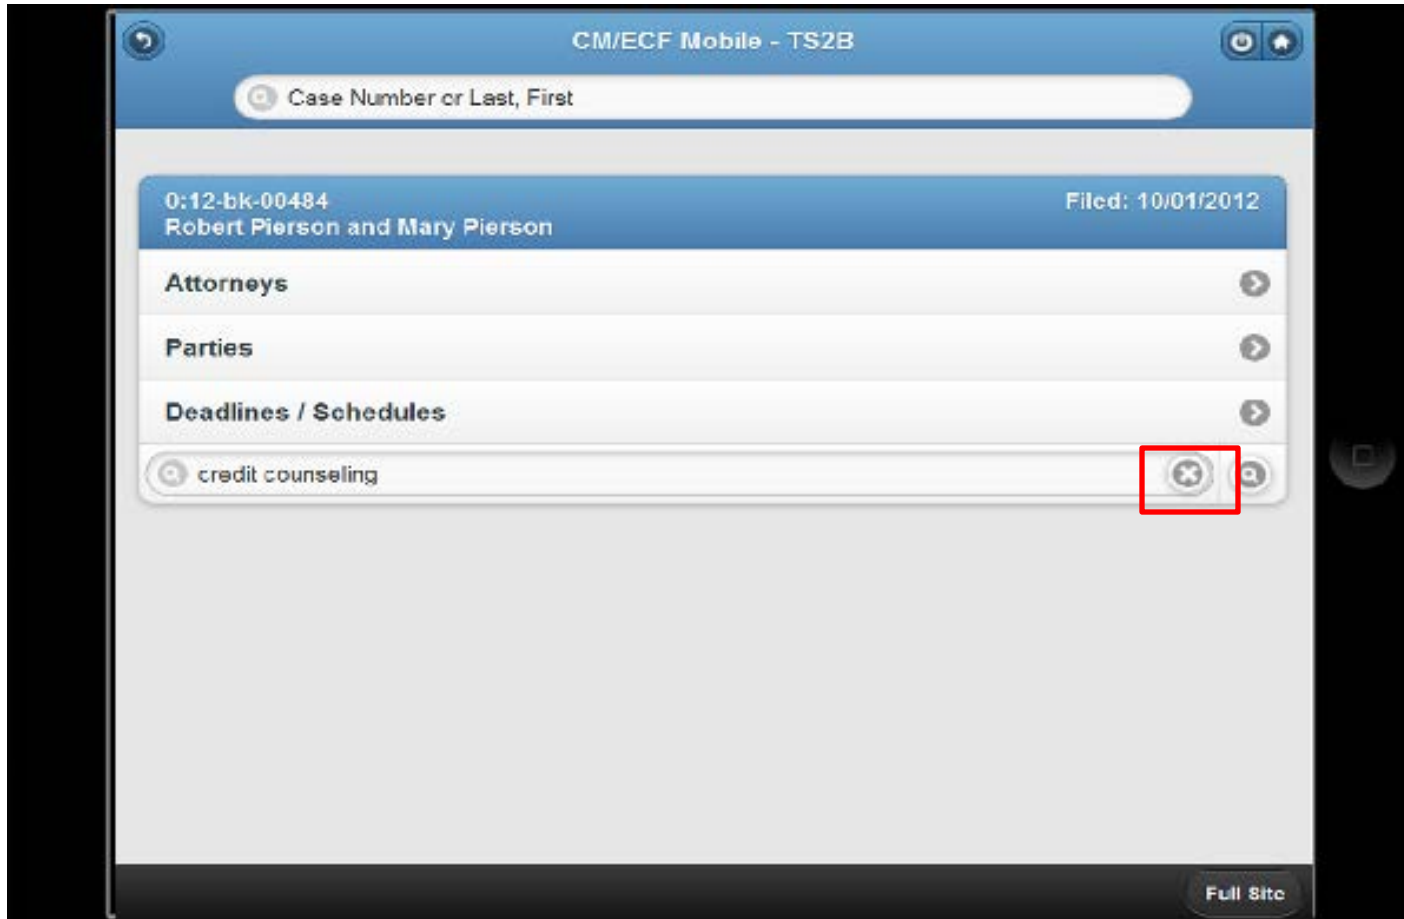 CM/ECF Mobile - TS2B
Case Number or Last, First
0:12-bk-00484
Filed: 10/01/2012
Robert Pierson and Mary Pierson
Attorneys
Parties
Deadlines / Schedules
credit counseling
Full Site